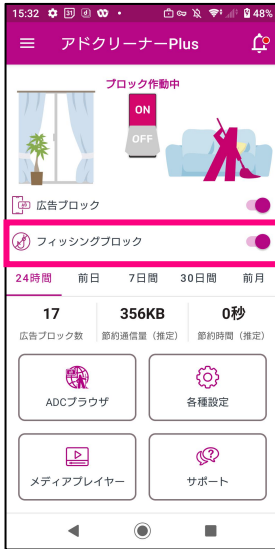 15:32 31 48%
アドクリーナーPlus
ブロック作動中
ON
OFF
広告ブロック
フィッシングブロック
24時間 前日 7日間 30日間 前月
17 356KB 0秒
広告ブロック数 節約通信量（推定） 節約時間（推定）
ADCブラウザ 各種設定
メディアプレイヤー サポート